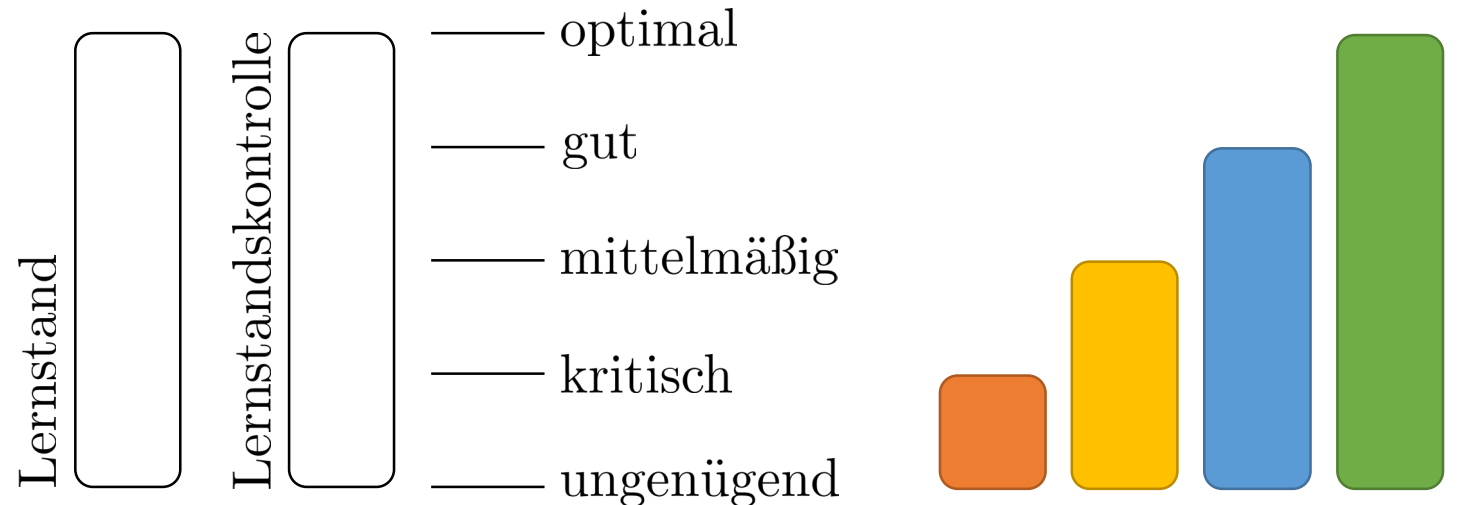 Lernstand
Lernstandskontrolle
optimal
gut
mittelmäßig
kritisch
ungenügend